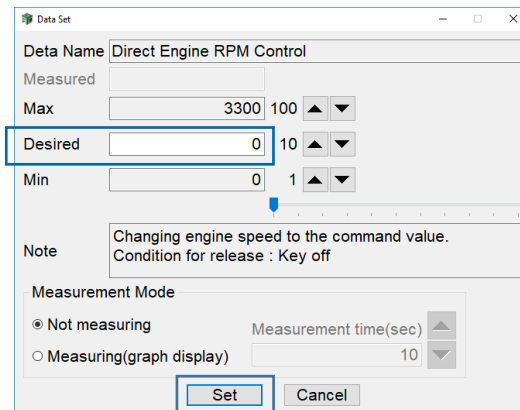 Data Set
Deta Name Direct Engine RPM Control
Measured
Max 3300 100
Desired 0 10
Min 0 1
Changing engine speed to the command value.
Note
Condition for release : Key off
Measurement Mode
Not measuring
Measurement time(sec)
Measuring(graph display) 10
Set Cancel